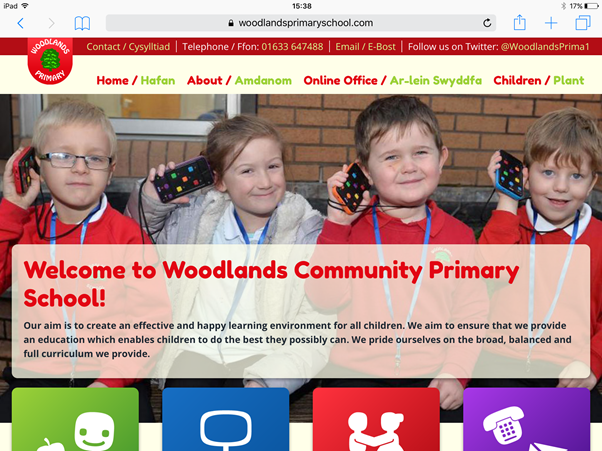 iPad 15:38 17%
woodlandsprimaryschool.com
Contact / Cysylltiad Telephone / Ffon: 01633 647488 Email / E-Bost Follow us on Twitter: @WoodlandsPrima1
WOODLANDS
PRIMARY
Home / Hafan About / Amdanom Online Office / Ar-lein Swyddfa Children / Plant
Welcome to Woodlands Community Primary
School!
Our aim is to create an effective and happy learning environment for all children. We aim to ensure that we provide
an education which enables children to do the best they possibly can. We pride ourselves on the broad, balanced and
full curriculum we provide.